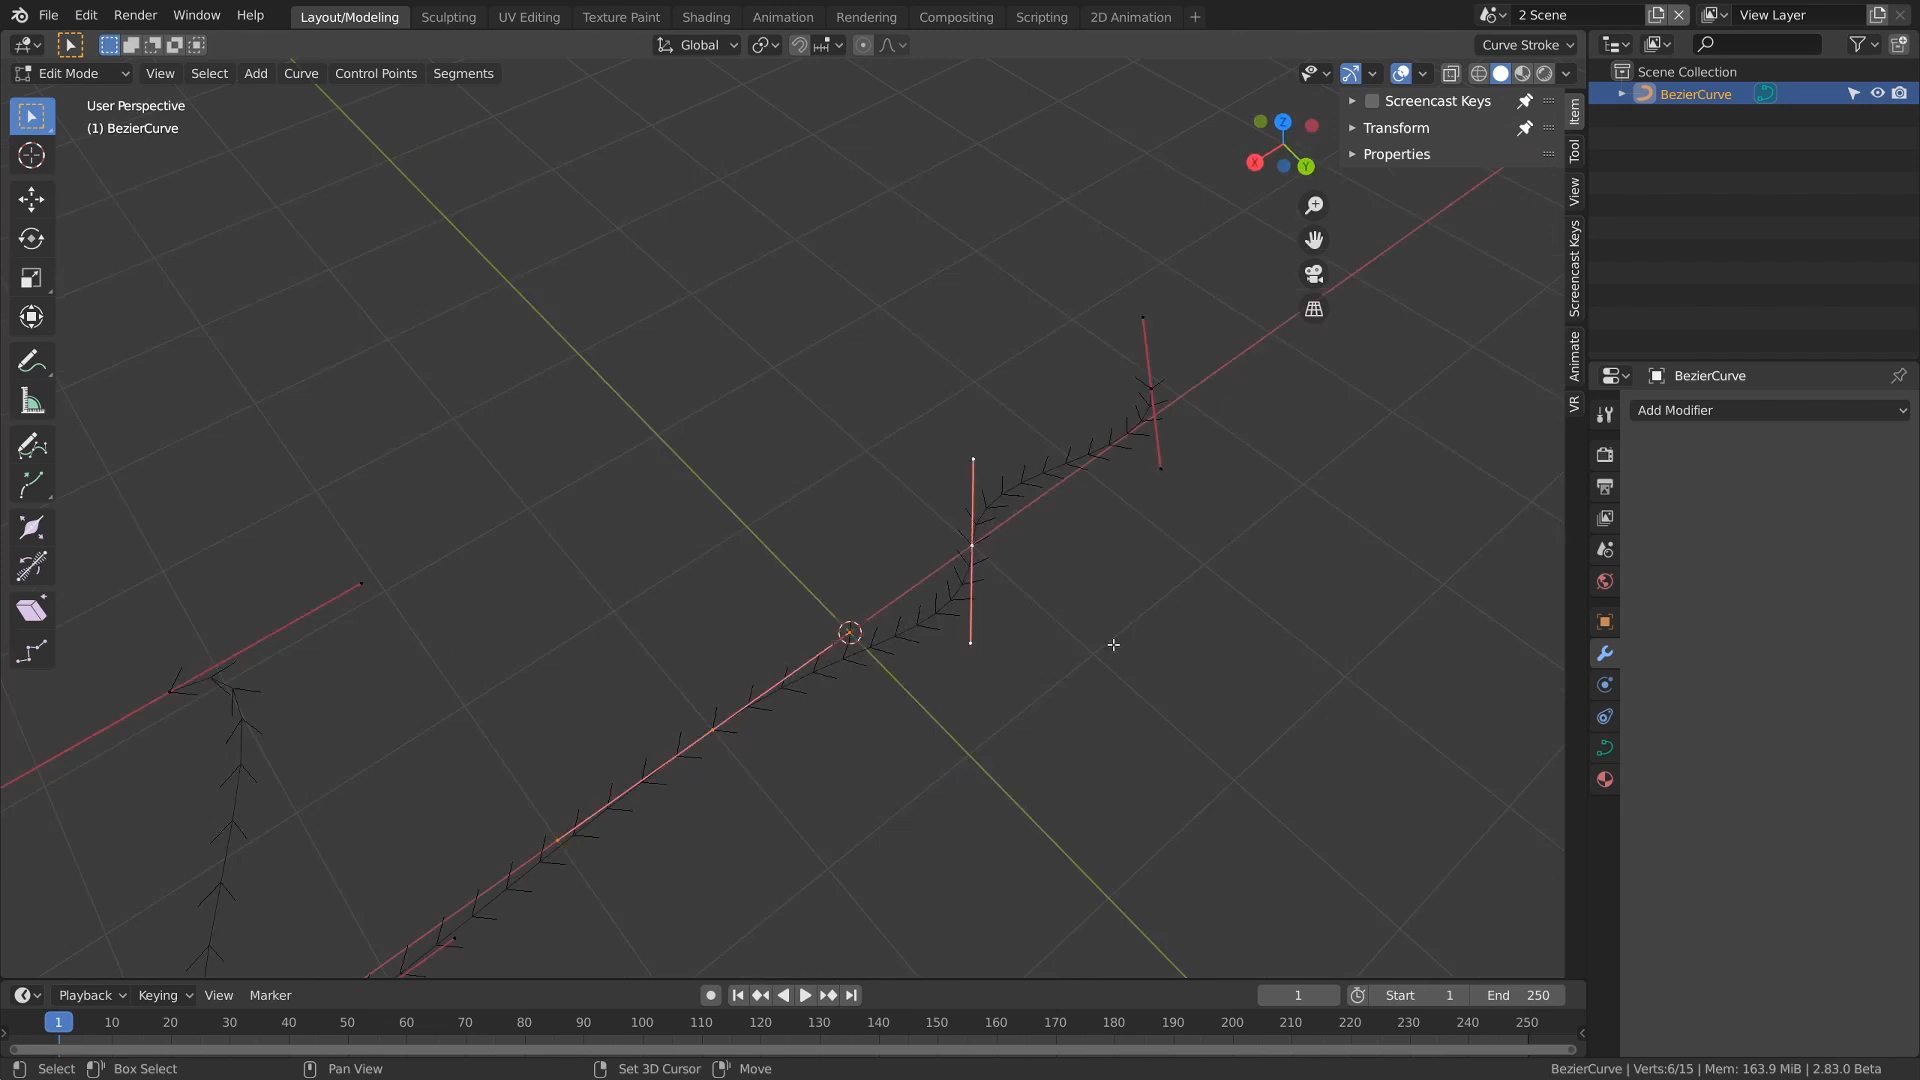 File Edit Render Window Help
Layout/Modeling Sculpting UV Editing Texture Paint Shading Animation Rendering Compositing Scripting 2D Animation +
2 Scene
View Layer
Global
Curve Stroke
Edit Mode View Select Add Curve Control Points Segments
User Perspective
(1) BezierCurve
Screencast Keys
Transform
Properties
Z
X
Y
Item
Tool
View
Screencast Keys
Animate
VR
Scene Collection
BezierCurve
BezierCurve
Add Modifier
Playback Keying View Marker
1
Start 1
End 250
1 10 20 30 40 50 60 70 80 90 100 110 120 130 140 150 160 170 180 190 200 210 220 230 240 250
Select Box Select Pan View Set 3D Cursor Move
BezierCurve | Verts:6/15 | Mem: 163.9 MiB | 2.83.0 Beta